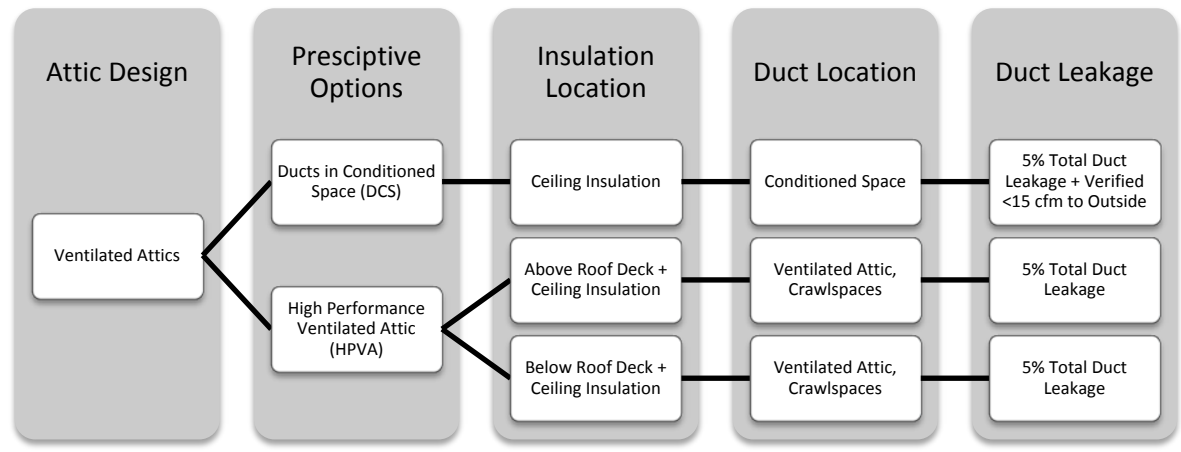 Attic Design
Presciptive
Options
Insulation
Location
Duct Location
Duct Leakage
Ventilated Attics
Ducts in Conditioned
Space (DCS)
Ceiling Insulation
Conditioned Space
5% Total Duct
Leakage + Verified
<15 cfm to Outside
High Performance
Ventilated Attic
(HPVA)
Above Roof Deck +
Ceiling Insulation
Ventilated Attic,
Crawlspaces
5% Total Duct
Leakage
Below Roof Deck +
Ceiling Insulation
Ventilated Attic,
Crawlspaces
5% Total Duct
Leakage